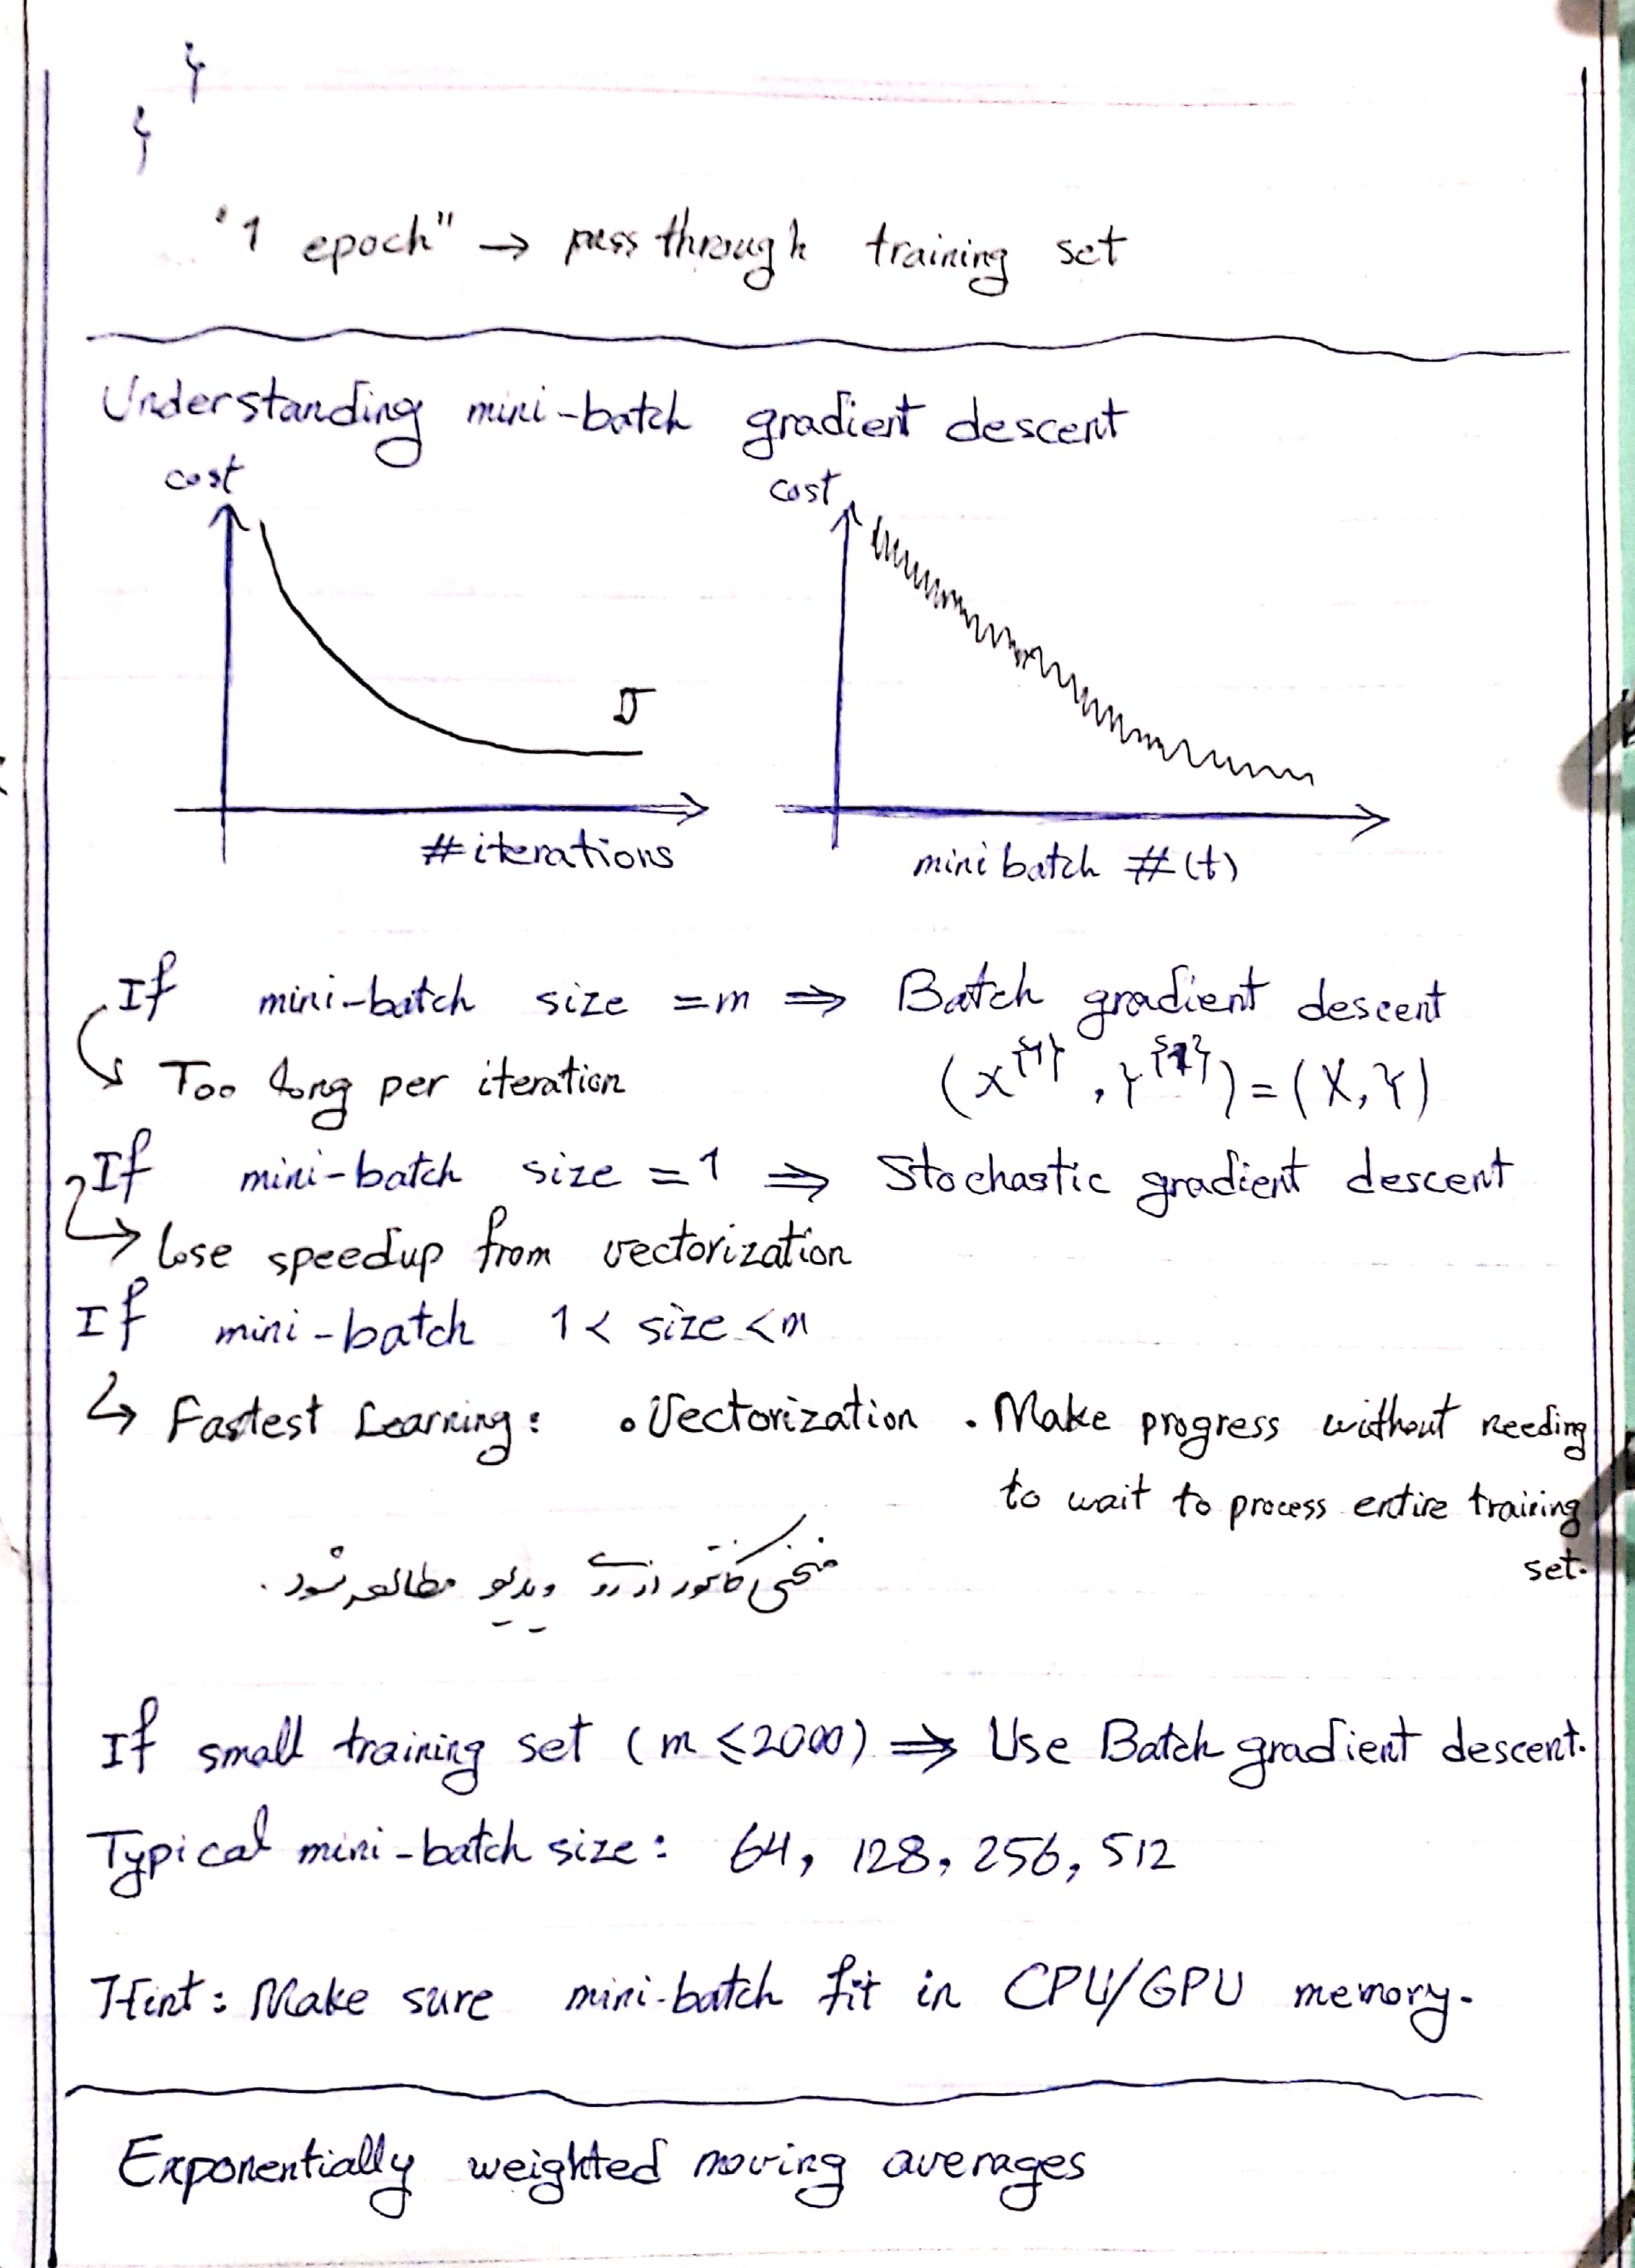 }
}
"1 epoch" → pass through training set
Understanding mini-batch gradient descent
cost
cost
J
#iterations
mini batch #(t)
If mini-batch size =m ⇒ Batch gradient descent
Too long per iteration (X^{1}, Y^{1}) = (X, Y)
If mini-batch size = 1 ⇒ Stochastic gradient descent
→ lose speedup from vectorization
If mini-batch 1 < size < m
↳ Fastest Learning: • Vectorization • Make progress without needing
to wait to process entire training
set.
منحنی کانتور از روی ویدیو مطالعه شود.
If small training set (m ≤ 2000) ⇒ Use Batch gradient descent.
Typical mini-batch size: 64, 128, 256, 512
Hint: Make sure mini-batch fit in CPU/GPU memory.
Exponentially weighted moving averages